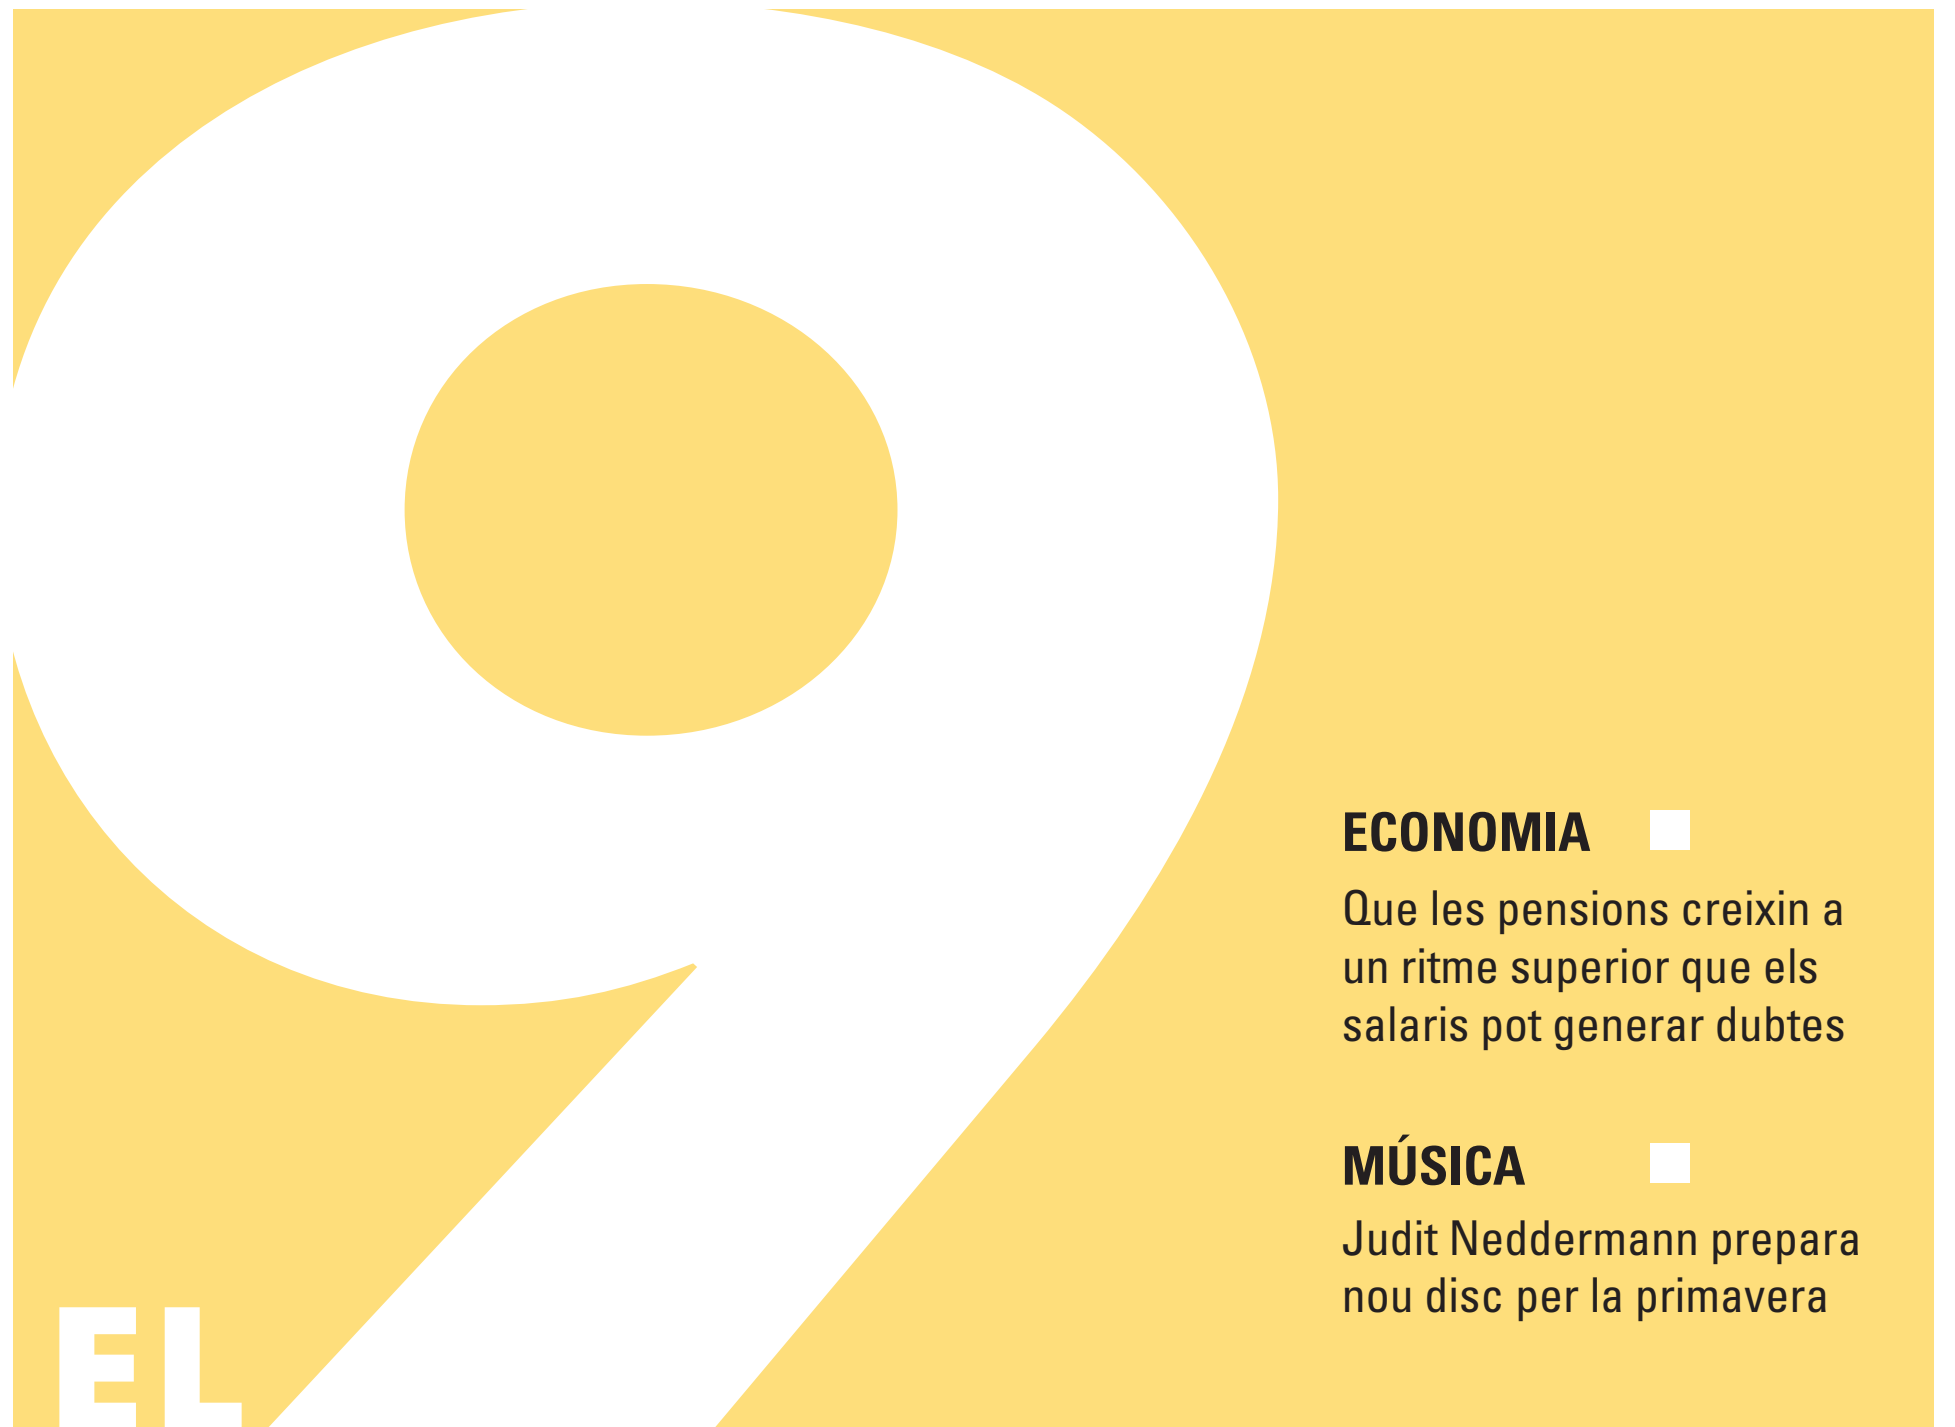 9
ECONOMIA
Que les pensions creixin a
un ritme superior que els
salaris pot generar dubtes
MÚSICA
Judit Neddermann prepara
nou disc per la primavera
EL